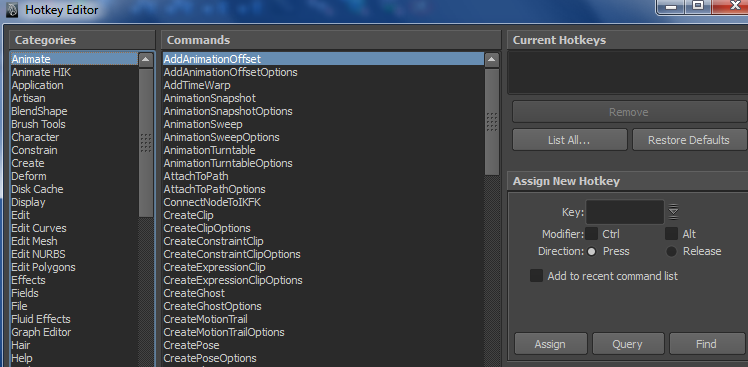 Hotkey Editor
Categories
Animate
Animate HIK
Application
Artisan
BlendShape
Brush Tools
Character
Constrain
Create
Deform
Disk Cache
Display
Edit
Edit Curves
Edit Mesh
Edit NURBS
Edit Polygons
Effects
Fields
File
Fluid Effects
Graph Editor
Hair
Help
Commands
AddAnimationOffset
AddAnimationOffsetOptions
AddTimeWarp
AnimationSnapshot
AnimationSnapshotOptions
AnimationSweep
AnimationSweepOptions
AnimationTurntable
AnimationTurntableOptions
AttachToPath
AttachToPathOptions
ConnectNodeToIKFK
CreateClip
CreateClipOptions
CreateConstraintClip
CreateConstraintClipOptions
CreateExpressionClip
CreateExpressionClipOptions
CreateGhost
CreateGhostOptions
CreateMotionTrail
CreateMotionTrailOptions
CreatePose
CreatePoseOptions
Current Hotkeys
Remove
List All... Restore Defaults
Assign New Hotkey
Key:
Modifier: Ctrl Alt
Direction: Press Release
Add to recent command list
Assign Query Find